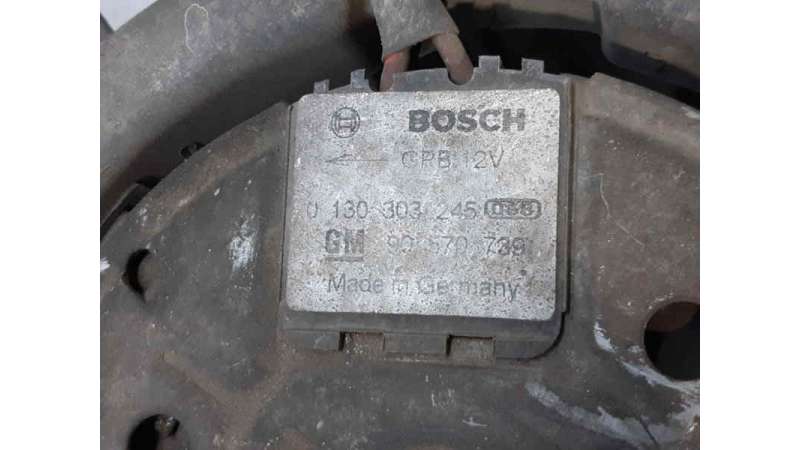 BOSCH
GPB 12V
0 130 303 245
GM 90 570 739
Made in Germany